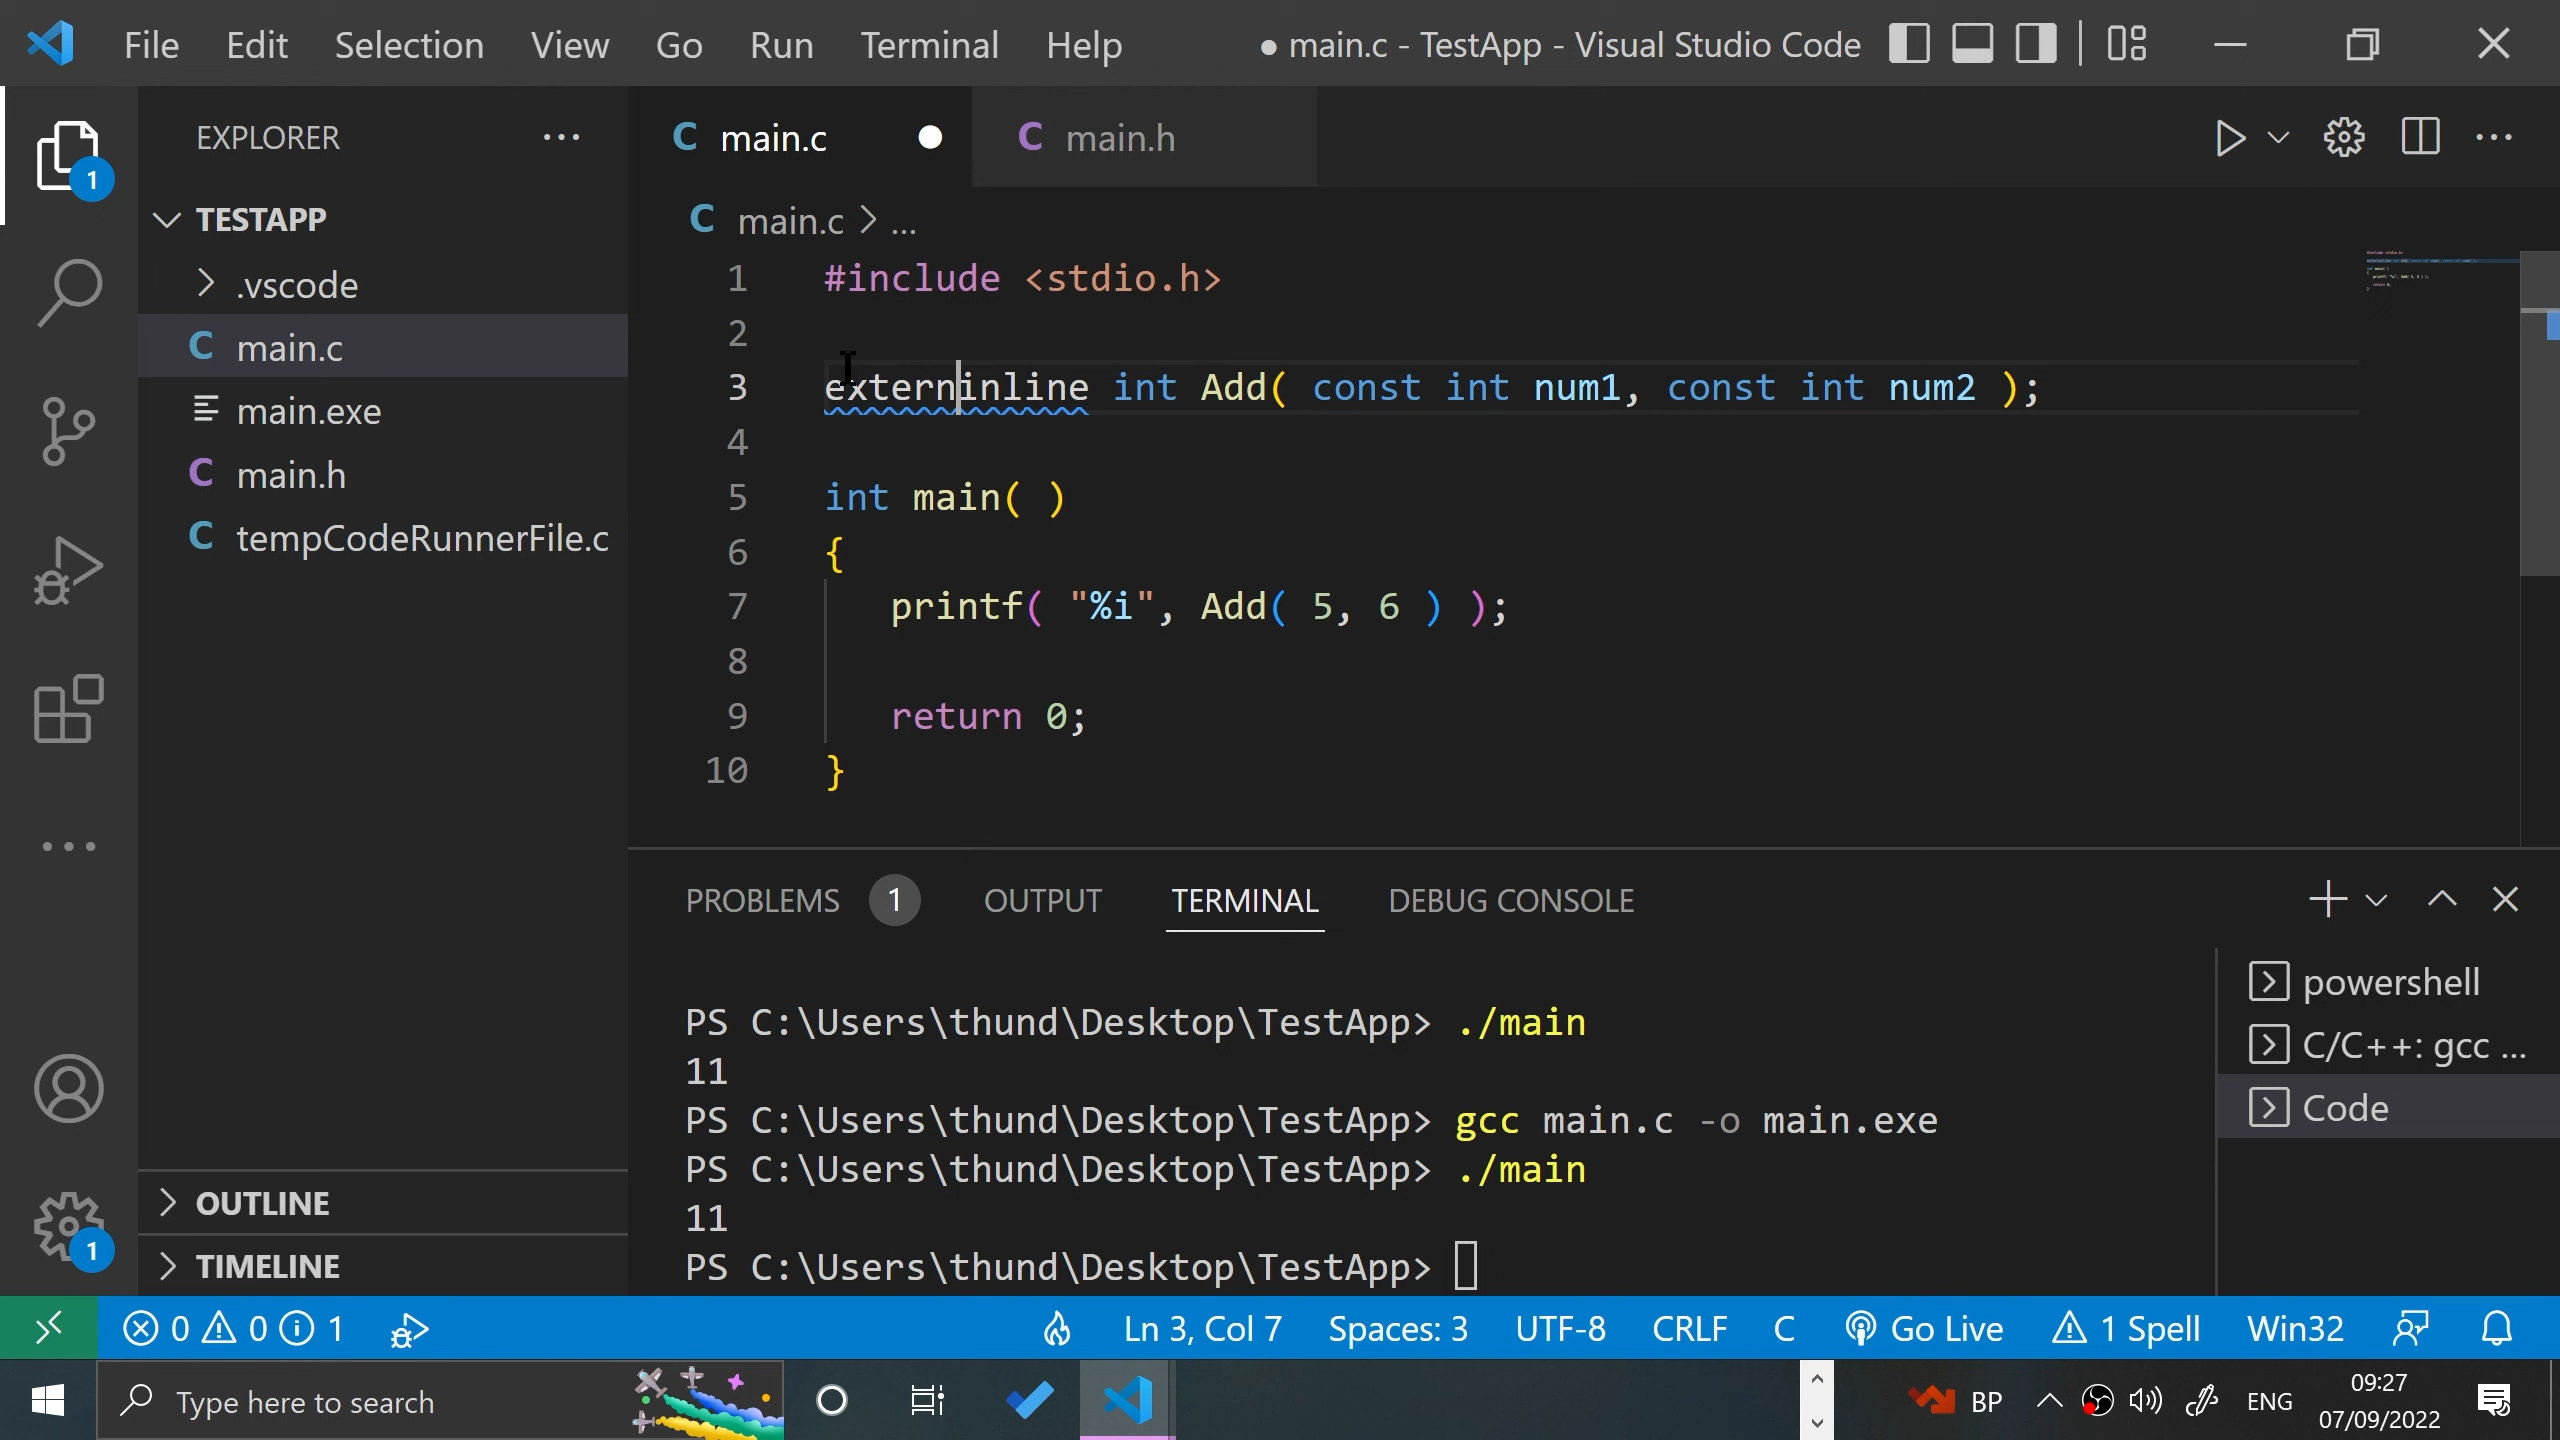 File Edit Selection View Go Run Terminal Help ● main.c - TestApp - Visual Studio Code
EXPLORER ...
1
TESTAPP
.vscode
C main.c
main.exe
C main.h
C tempCodeRunnerFile.c
OUTLINE
TIMELINE
1
C main.c ●
C main.h
C main.c > ...
1 #include <stdio.h>
2
3 externinline int Add( const int num1, const int num2 );
4
5 int main( )
6 {
7 printf( "%i", Add( 5, 6 ) );
8
9 return 0;
10 }
PROBLEMS 1 OUTPUT TERMINAL DEBUG CONSOLE
PS C:\Users\thund\Desktop\TestApp> ./main
11
PS C:\Users\thund\Desktop\TestApp> gcc main.c -o main.exe
PS C:\Users\thund\Desktop\TestApp> ./main
11
PS C:\Users\thund\Desktop\TestApp>
powershell
C/C++: gcc ...
Code
0 0 1 Ln 3, Col 7 Spaces: 3 UTF-8 CRLF C Go Live 1 Spell Win32
Type here to search BP ENG 09:27
07/09/2022